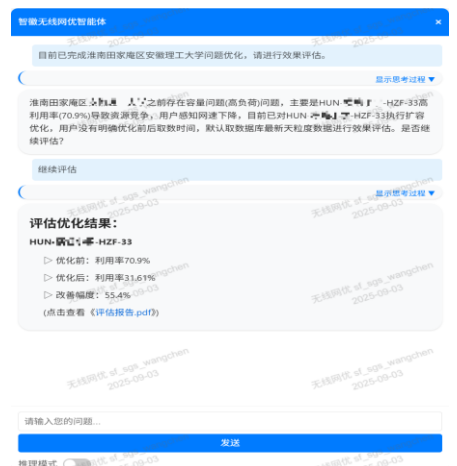 智徽无线网优智能体 ×
目前已完成淮南田家庵区安徽理工大学问题优化，请进行效果评估。
显示思考过程 ▼
淮南田家庵区之前存在容量问题(高负荷)问题，主要是HUN-HZF-33高
利用率(70.9%)导致资源竞争，用户感知网速下降，目前已对HUN-HZF-33执行扩容
优化，用户没有明确优化前后取数时间，默认取数据库最新天粒度数据进行效果评估。是否继
续评估?
继续评估
显示思考过程 ▼
评估优化结果：
HUN-HZF-33
▷ 优化前：利用率70.9%
▷ 优化后：利用率31.61%
▷ 改善幅度：55.4%
(点击查看《评估报告.pdf》)
无线网优 sf_sgs_wangchen
2025-09-03
请输入您的问题...
发送
推理模式